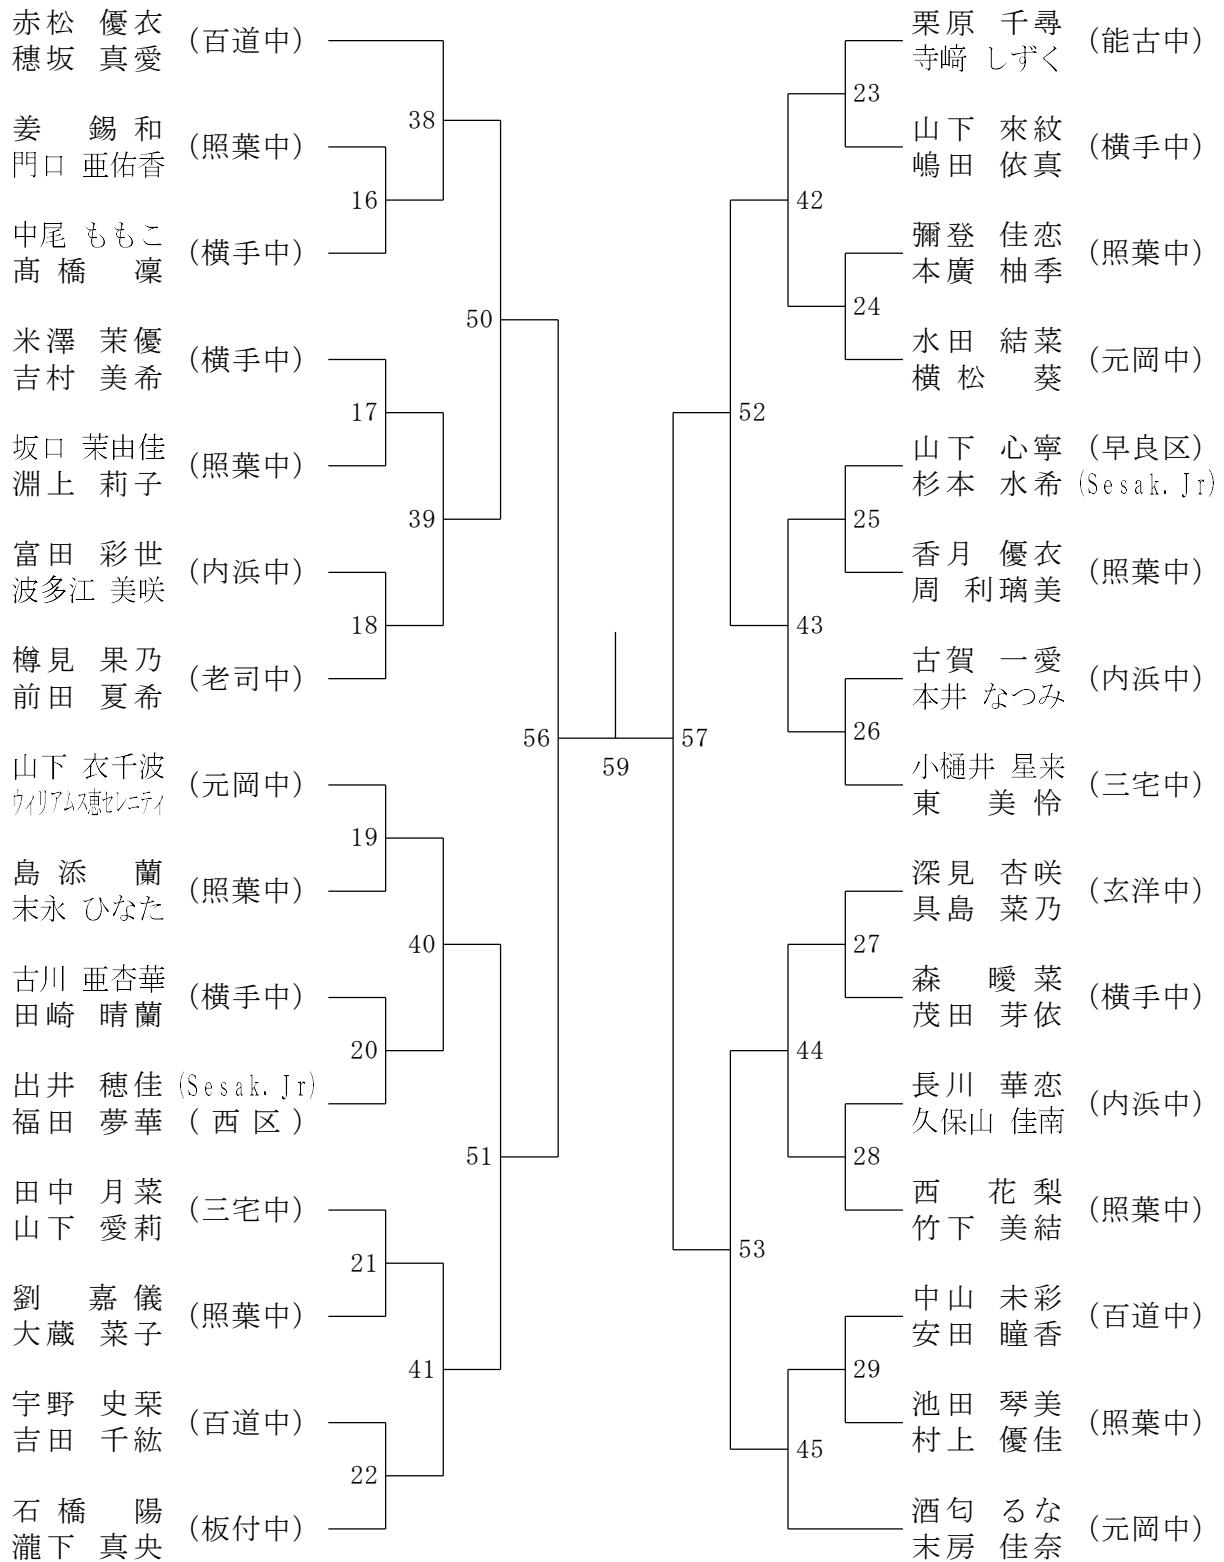 赤松 優衣
穂坂 真愛
(百道中)
姜 錫和
門口 亜佑香
(照葉中)
中尾 ももこ
髙橋 凜
(横手中)
米澤 茉優
吉村 美希
(横手中)
坂口 茉由佳
淵上 莉子
(照葉中)
富田 彩世
波多江 美咲
(内浜中)
樽見 果乃
前田 夏希
(老司中)
山下 衣千波
ウィリアムス恵セレニティ
(元岡中)
島添 蘭
末永 ひなた
(照葉中)
古川 亜杏華
田崎 晴蘭
(横手中)
出井 穂佳 (Sesak.Jr)
福田 夢華 (西区)
田中 月菜
山下 愛莉
(三宅中)
劉 嘉儀
大蔵 菜子
(照葉中)
宇野 史栞
吉田 千紘
(百道中)
石橋 陽
瀧下 真央
(板付中)
38
16
50
17
39
18
56
19
40
20
51
21
41
22
59
57
栗原 千尋
寺﨑 しずく
(能古中)
山下 來紋
嶋田 依真
(横手中)
彌登 佳恋
本廣 柚季
(照葉中)
水田 結菜
横松 葵
(元岡中)
山下 心寧 (早良区)
杉本 水希 (Sesak.Jr)
香月 優衣
周 利璃美
(照葉中)
古賀 一愛
本井 なつみ
(内浜中)
小樋井 星来
東 美怜
(三宅中)
深見 杏咲
具島 菜乃
(玄洋中)
森 曖菜
茂田 芽依
(横手中)
長川 華恋
久保山 佳南
(内浜中)
西 花梨
竹下 美結
(照葉中)
中山 未彩
安田 瞳香
(百道中)
池田 琴美
村上 優佳
(照葉中)
酒匂 るな
末房 佳奈
(元岡中)
23
42
24
52
25
43
26
27
44
28
53
29
45